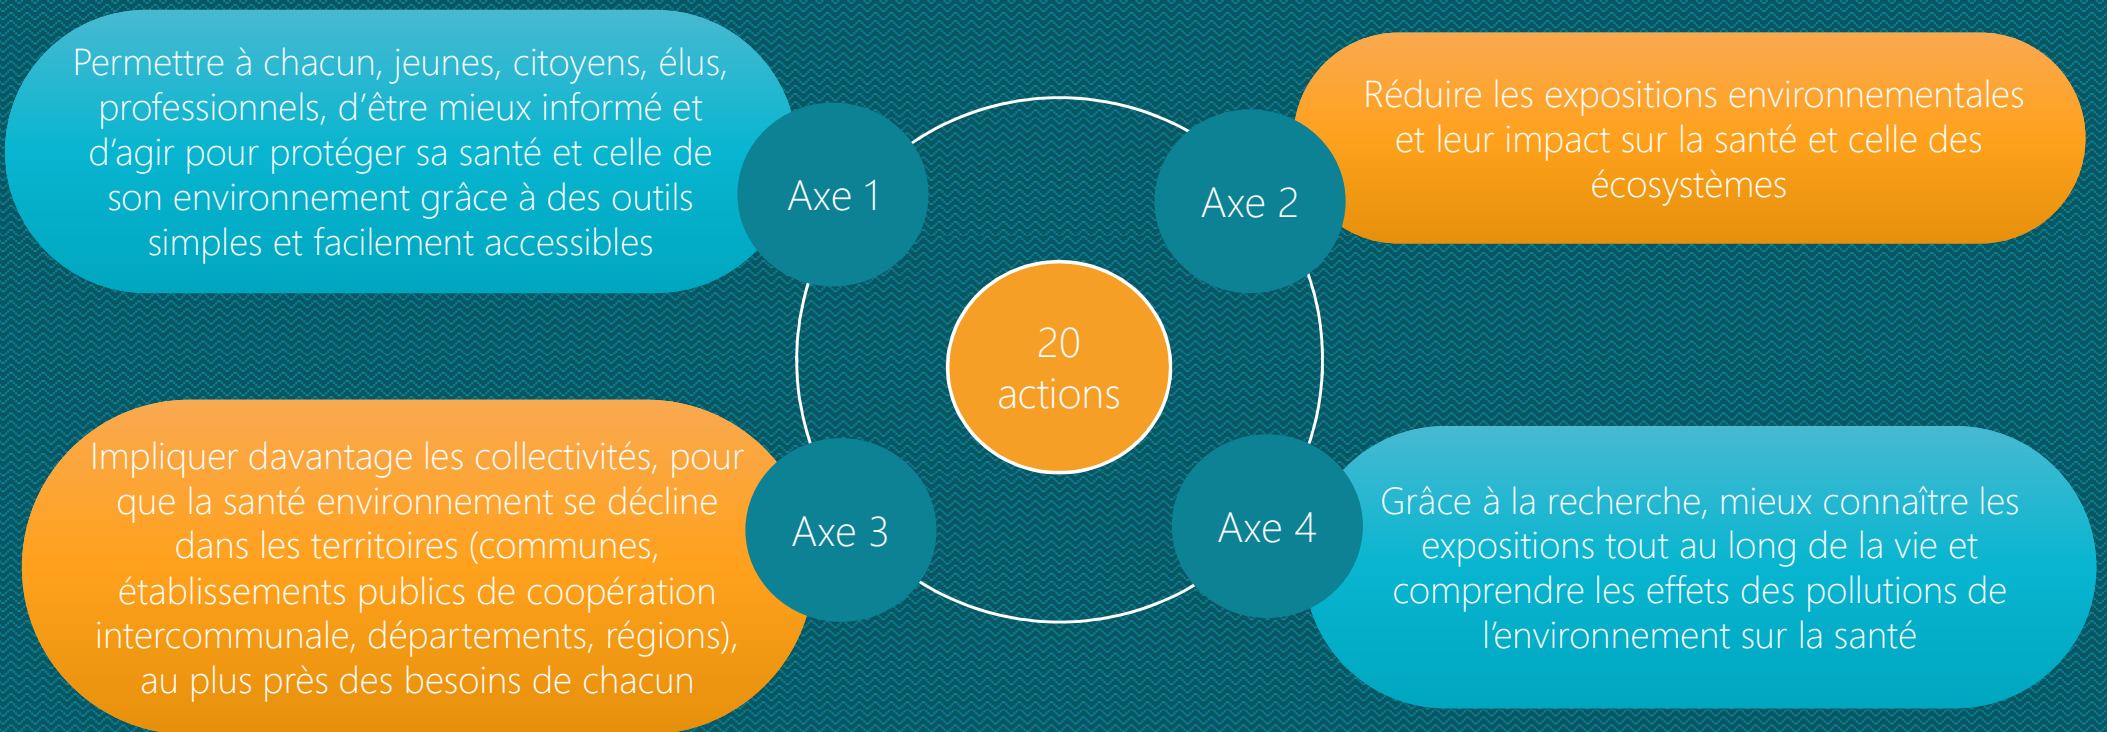 Permettre à chacun, jeunes, citoyens, élus,
professionnels, d’être mieux informé et
d’agir pour protéger sa santé et celle de
son environnement grâce à des outils
simples et facilement accessibles
Axe 1
Axe 2
Réduire les expositions environnementales
et leur impact sur la santé et celle des
écosystèmes
20
actions
Impliquer davantage les collectivités, pour
que la santé environnement se décline
dans les territoires (communes,
établissements publics de coopération
intercommunale, départements, régions),
au plus près des besoins de chacun
Axe 3
Axe 4
Grâce à la recherche, mieux connaître les
expositions tout au long de la vie et
comprendre les effets des pollutions de
l’environnement sur la santé